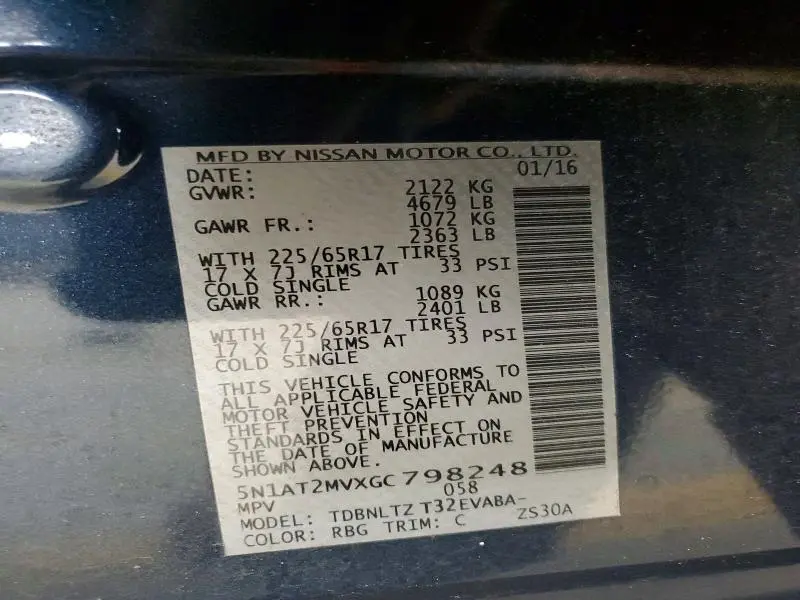 MFD BY NISSAN MOTOR CO., LTD.
DATE: 01/16
GVWR: 2122 KG
4679 LB
GAWR FR.: 1072 KG
2363 LB
WITH 225/65R17 TIRES
17 X 7J RIMS AT 33 PSI
COLD SINGLE
GAWR RR.: 1089 KG
2401 LB
WITH 225/65R17 TIRES
17 X 7J RIMS AT 33 PSI
COLD SINGLE
THIS VEHICLE CONFORMS TO
ALL APPLICABLE FEDERAL
MOTOR VEHICLE SAFETY AND
THEFT PREVENTION
STANDARDS IN EFFECT ON
THE DATE OF MANUFACTURE
SHOWN ABOVE.
5N1AT2MVXGC798248
MPV 058
MODEL: TDBNLTZ T32EVABA-
COLOR: RBG TRIM: C ZS30A